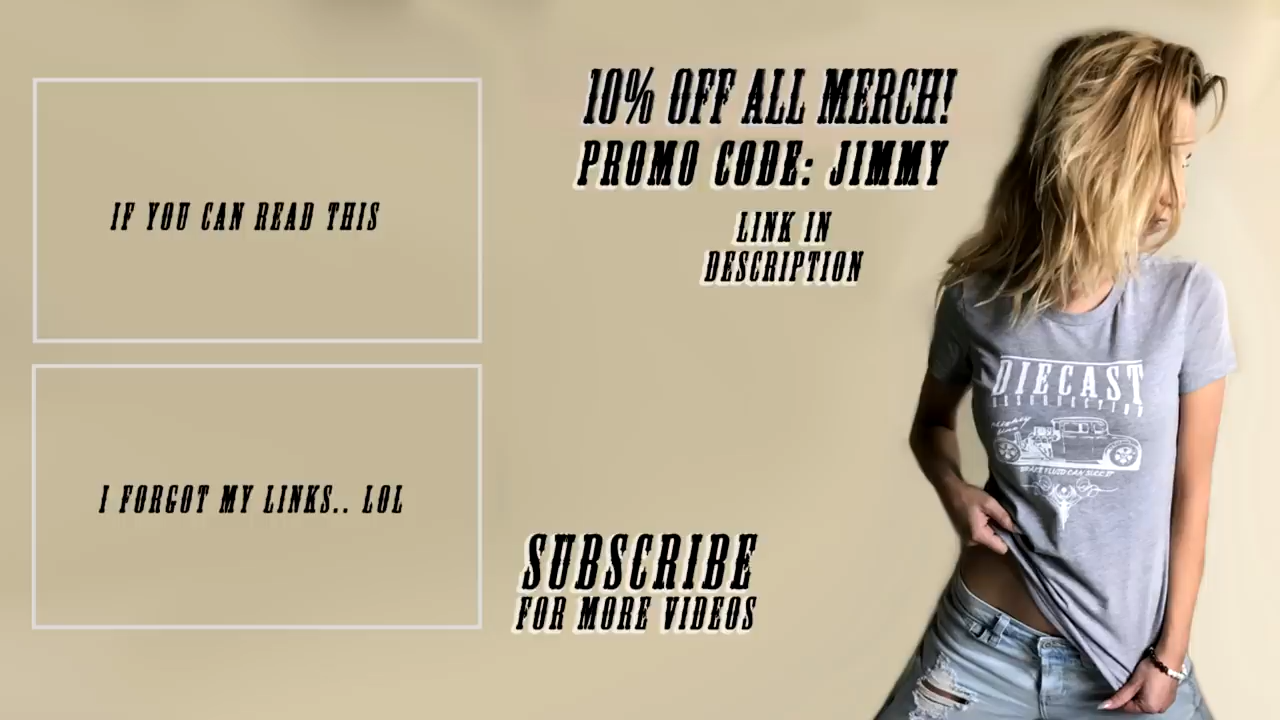 IF YOU CAN READ THIS
I FORGOT MY LINKS.. LOL
10% OFF ALL MERCH!
PROMO CODE: JIMMY
LINK IN
DESCRIPTION
SUBSCRIBE
FOR MORE VIDEOS
DIECAST
RESURRECTION